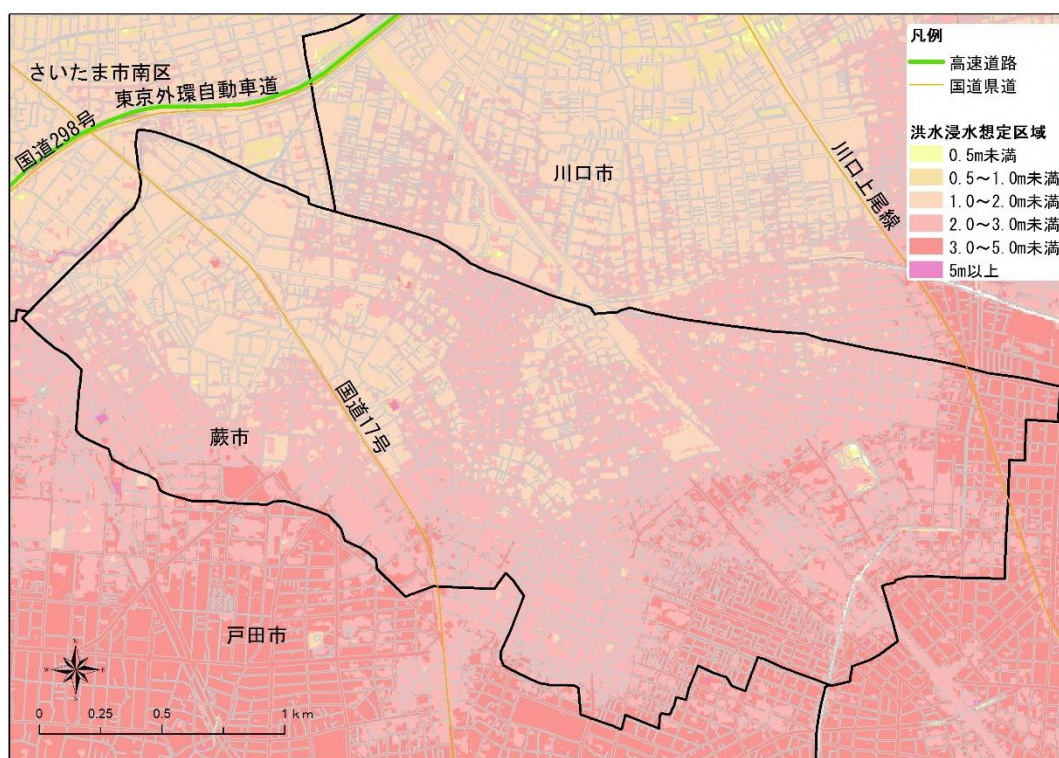 凡例
高速道路
国道県道
洪水浸水想定区域
0.5m未満
0.5～1.0m未満
1.0～2.0m未満
2.0～3.0m未満
3.0～5.0m未満
5m以上
さいたま市南区
東京外環自動車道
国道298号
川口市
川口上尾線
国道17号
蕨市
戸田市
N
W
E
S
0
0.25
0.5
1 km